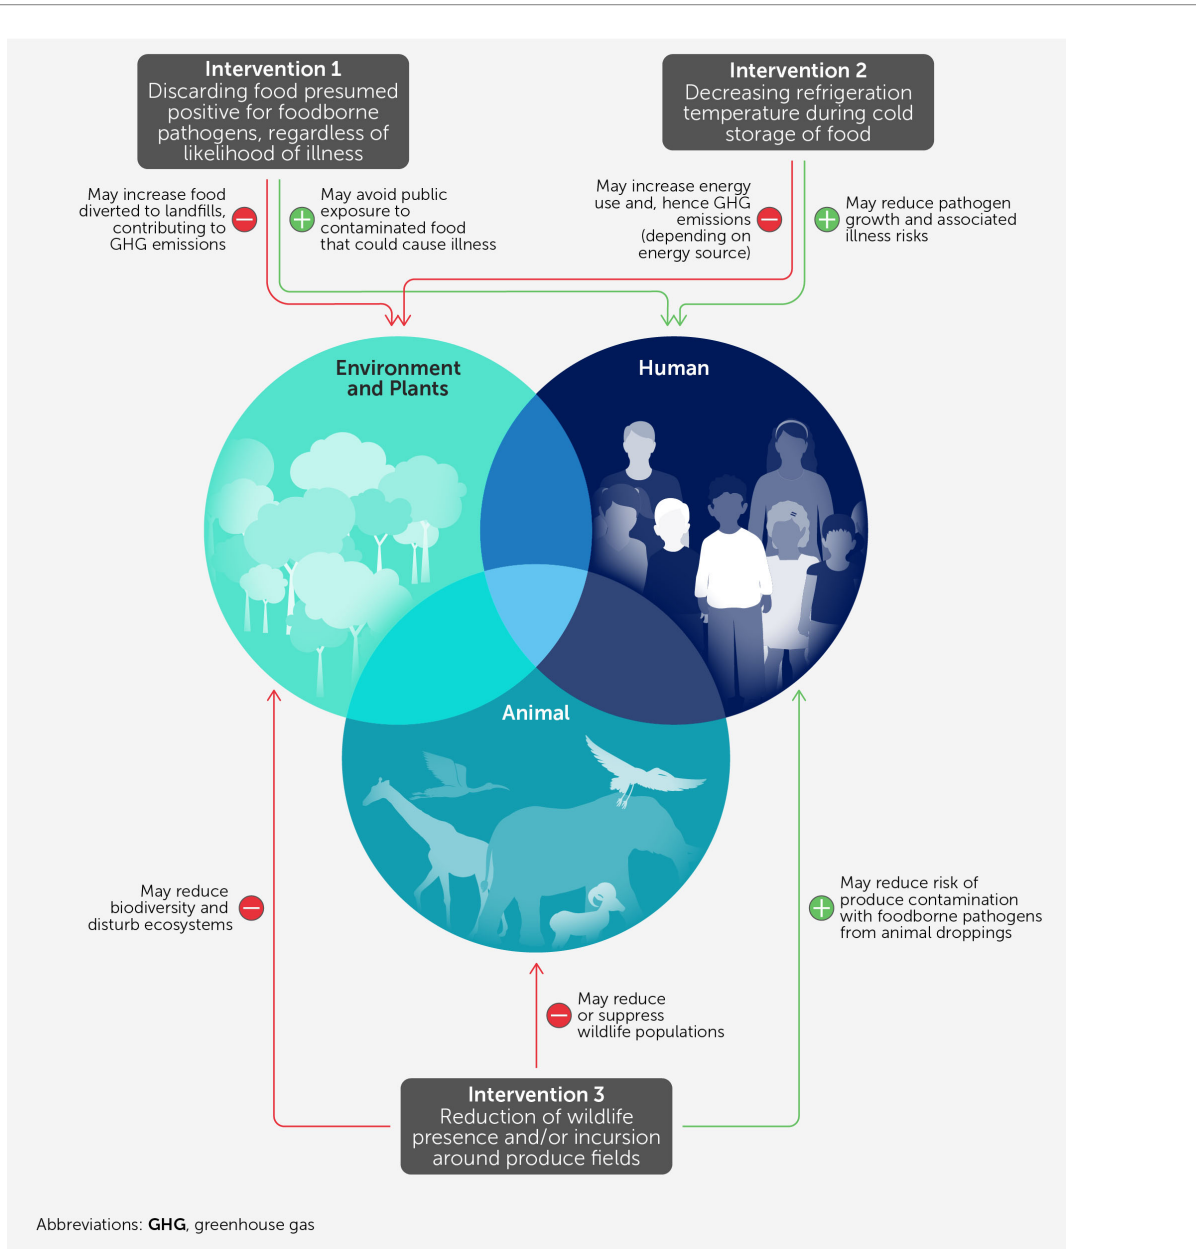 Intervention 1
Discarding food presumed
positive for foodborne
pathogens, regardless of
likelihood of illness
Intervention 2
Decreasing refrigeration
temperature during cold
storage of food
May increase food
diverted to landfills,
contributing to
GHG emissions
May avoid public
exposure to
contaminated food
that could cause illness
May increase energy
use and, hence GHG
emissions
(depending on
energy source)
May reduce pathogen
growth and associated
illness risks
Environment
and Plants
Human
Animal
May reduce
biodiversity and
disturb ecosystems
May reduce risk of
produce contamination
with foodborne pathogens
from animal droppings
May reduce
or suppress
wildlife populations
Intervention 3
Reduction of wildlife
presence and/or incursion
around produce fields
Abbreviations: GHG, greenhouse gas